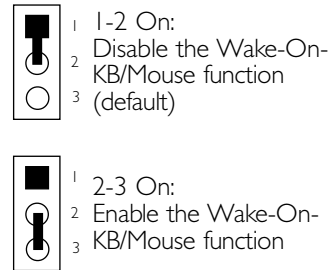 1
2
3
1-2 On:
Disable the Wake-On-
KB/Mouse function
(default)
1
2
3
2-3 On:
Enable the Wake-On-
KB/Mouse function